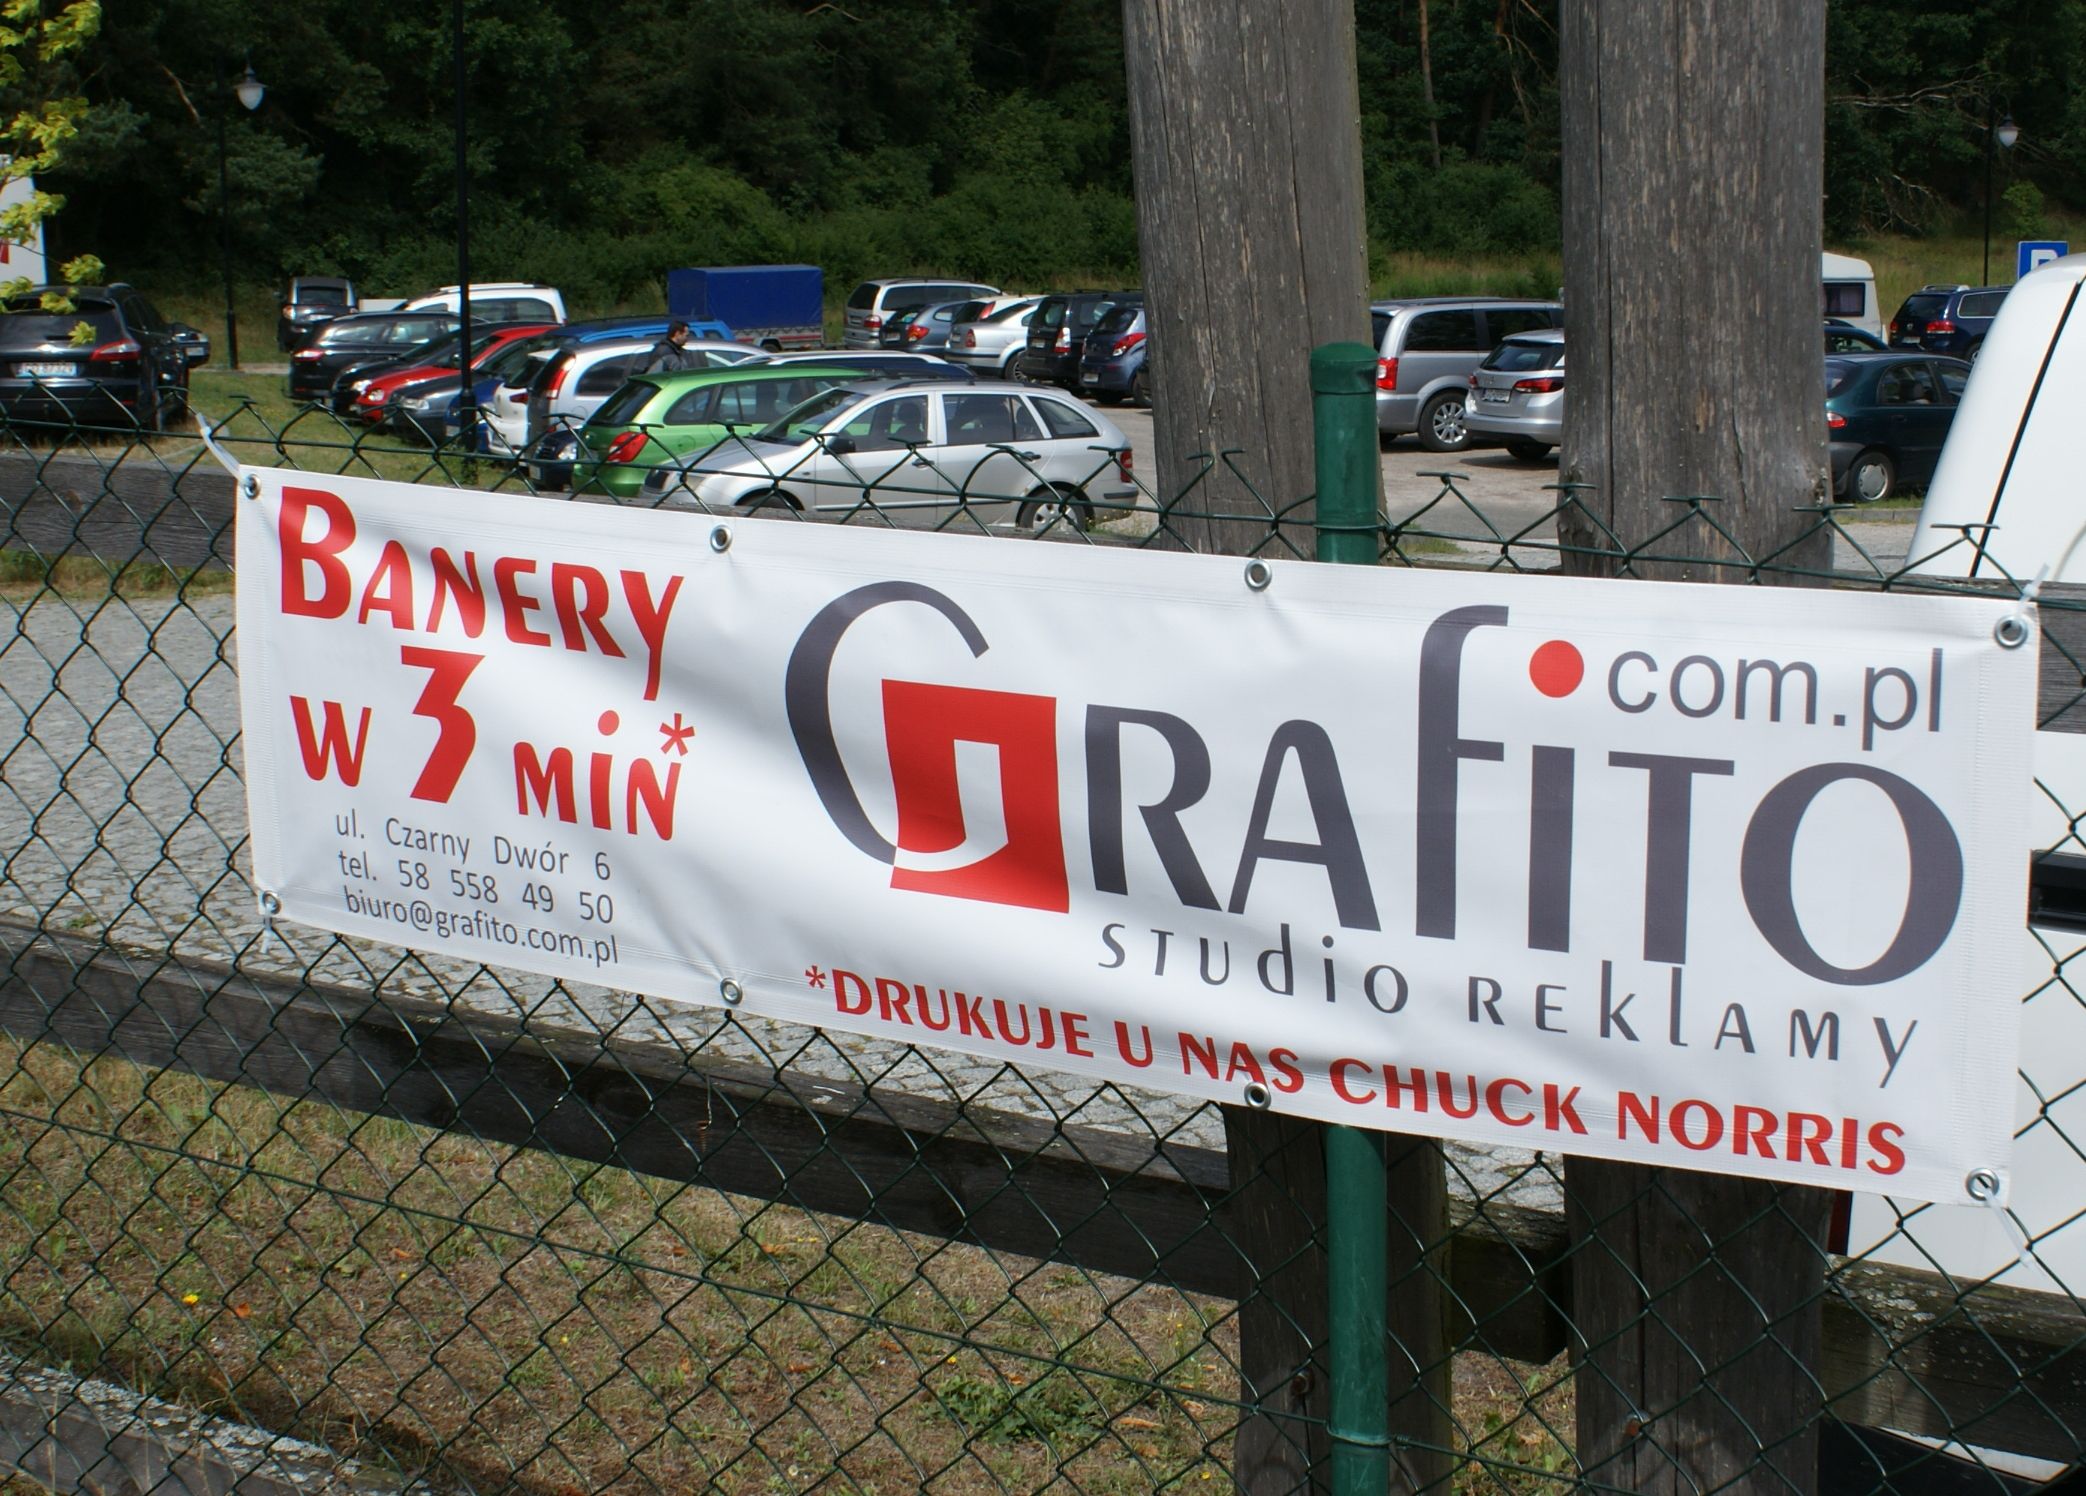 BANERY
W 3 MiN*
ul. Czarny Dwór 6
tel. 58 558 49 50
biuro@grafito.com.pl
GRAfiTO
.com.pl
STUdio REklAMY
*DRUKUJE U NAS CHUCK NORRIS